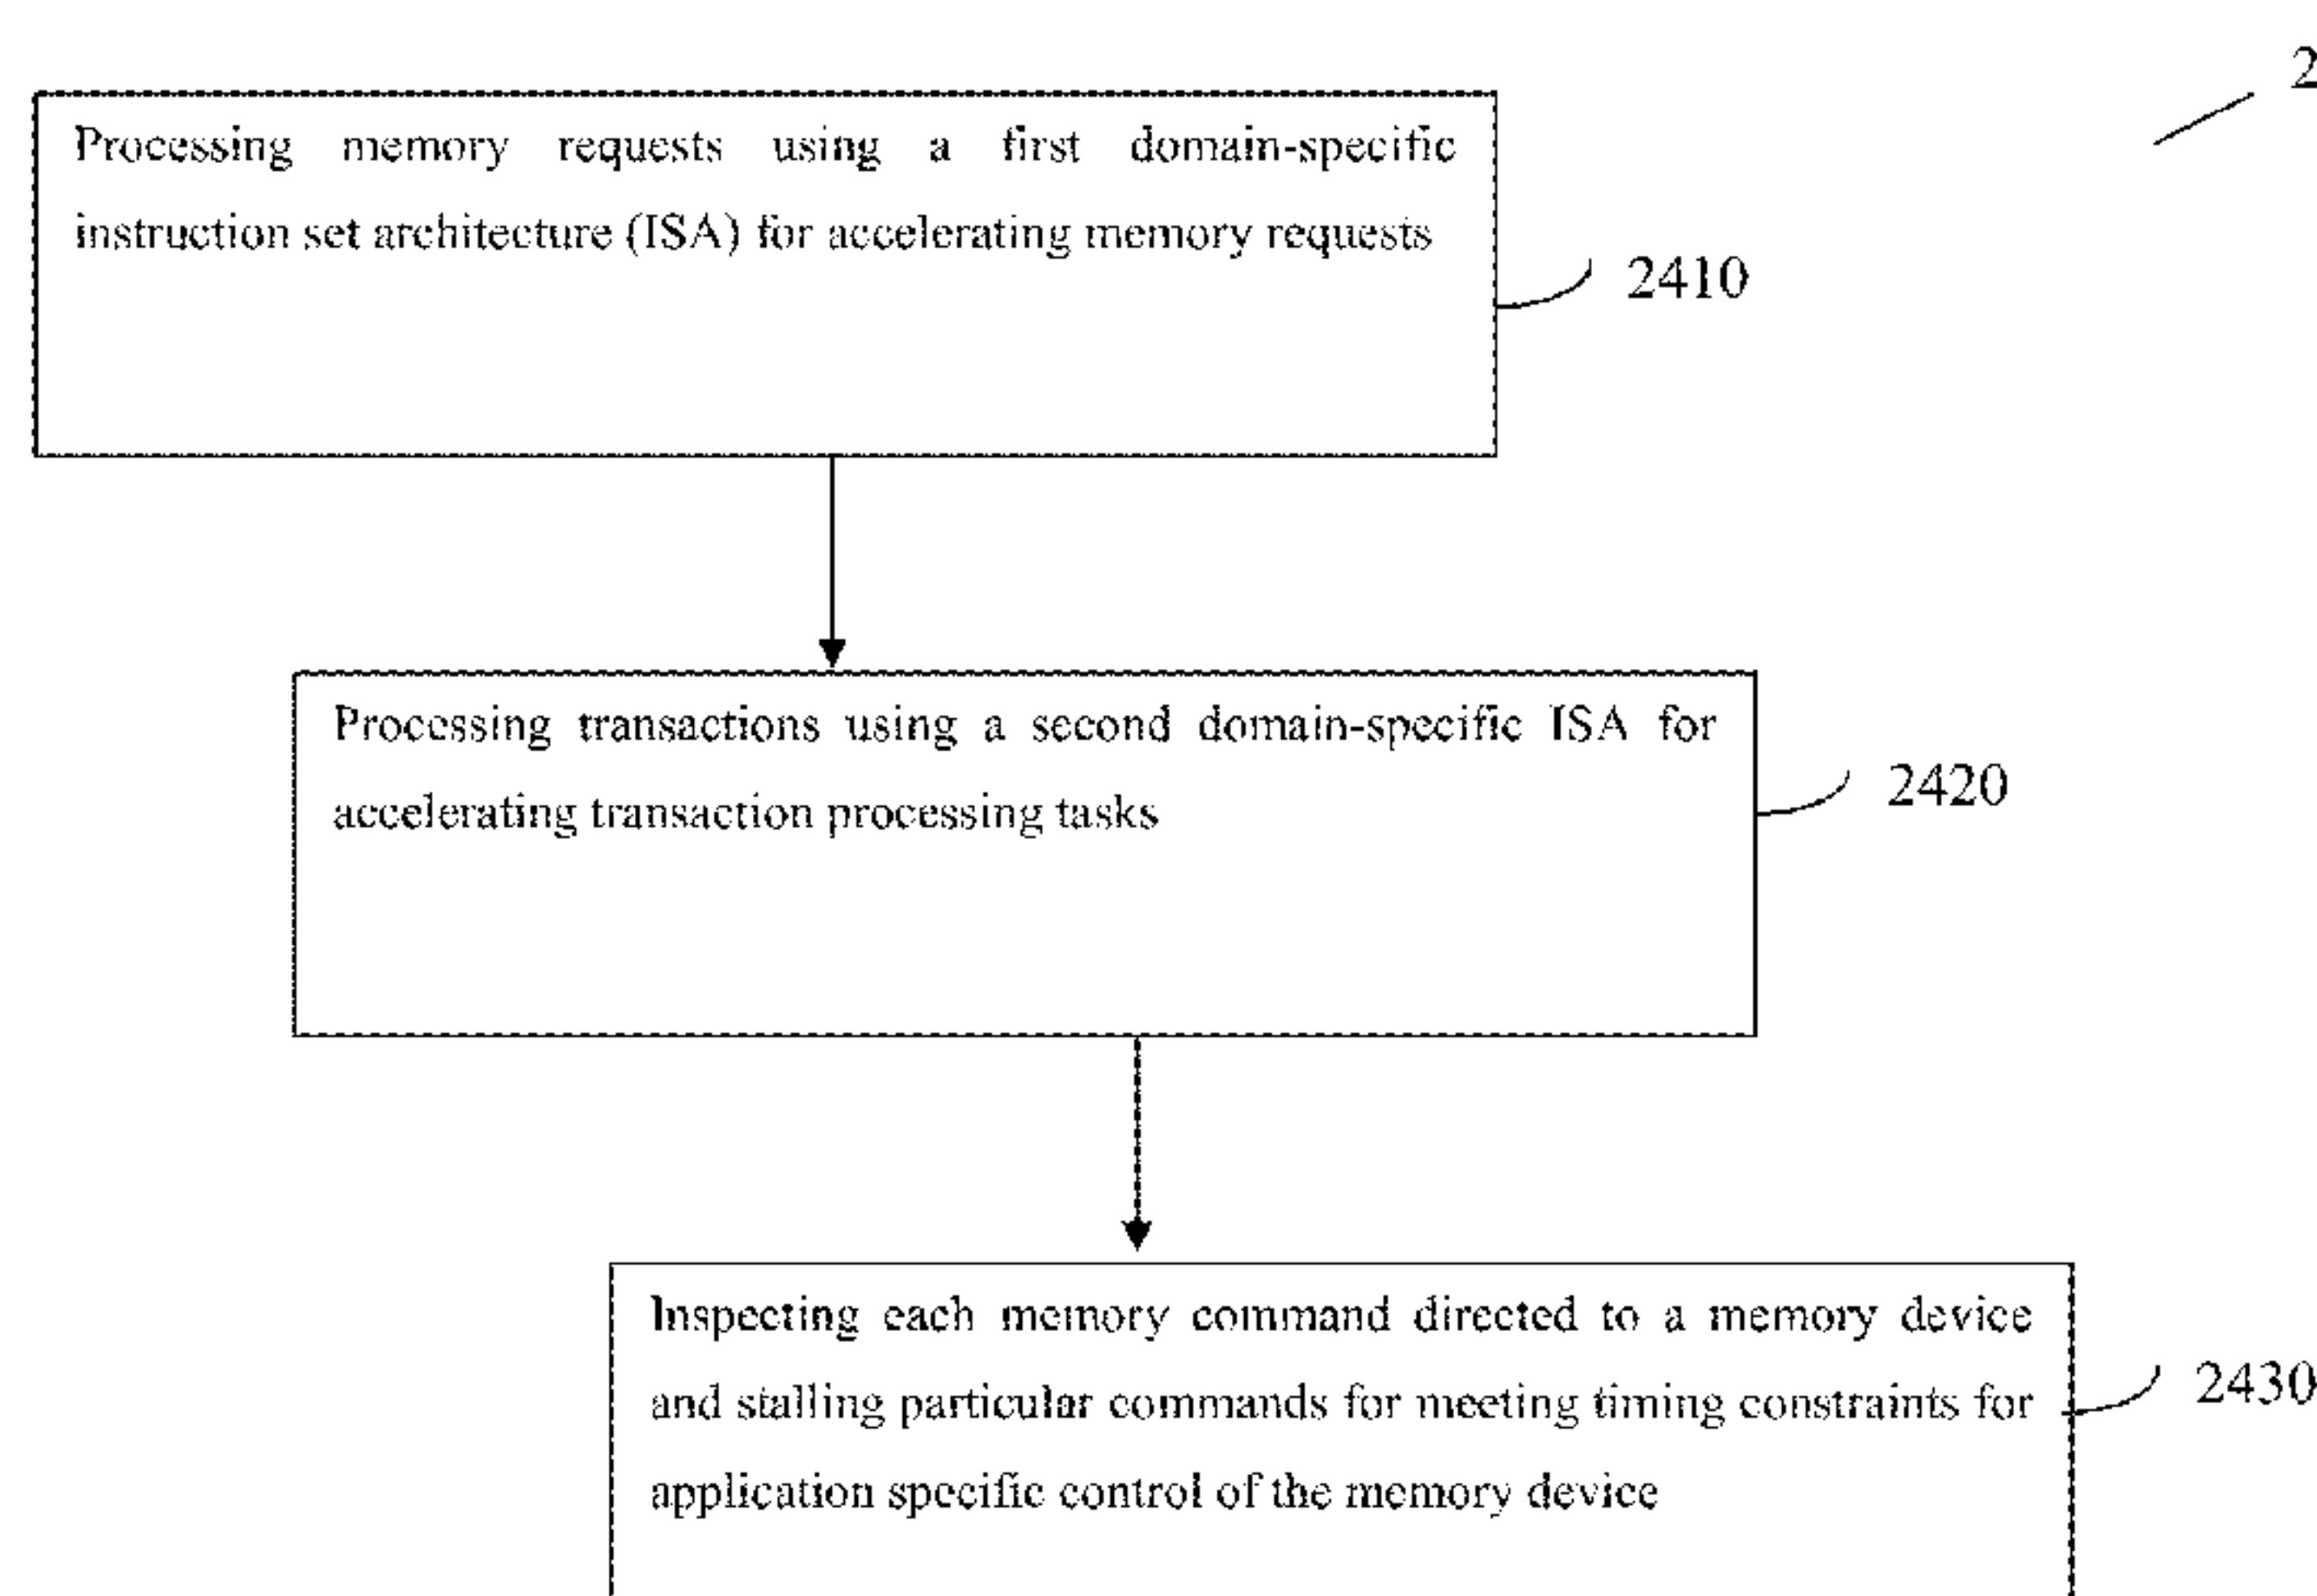 2
Processing memory requests using a first domain-specific
instruction set architecture (ISA) for accelerating memory requests
2410
Processing transactions using a second domain-specific ISA for
accelerating transaction processing tasks
2420
Inspecting each memory command directed to a memory device
and stalling particular commands for meeting timing constraints for
application specific control of the memory device
2430